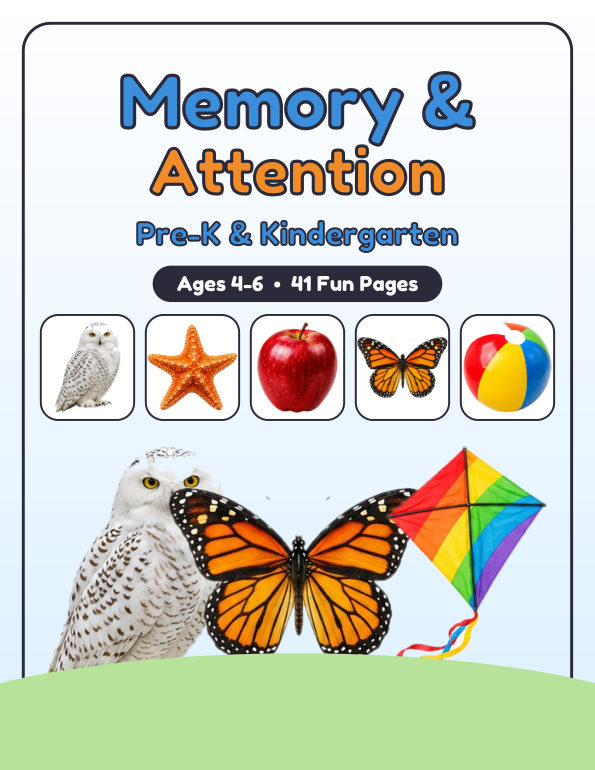 Memory &
Attention
Pre-K & Kindergarten
Ages 4-6 • 41 Fun Pages